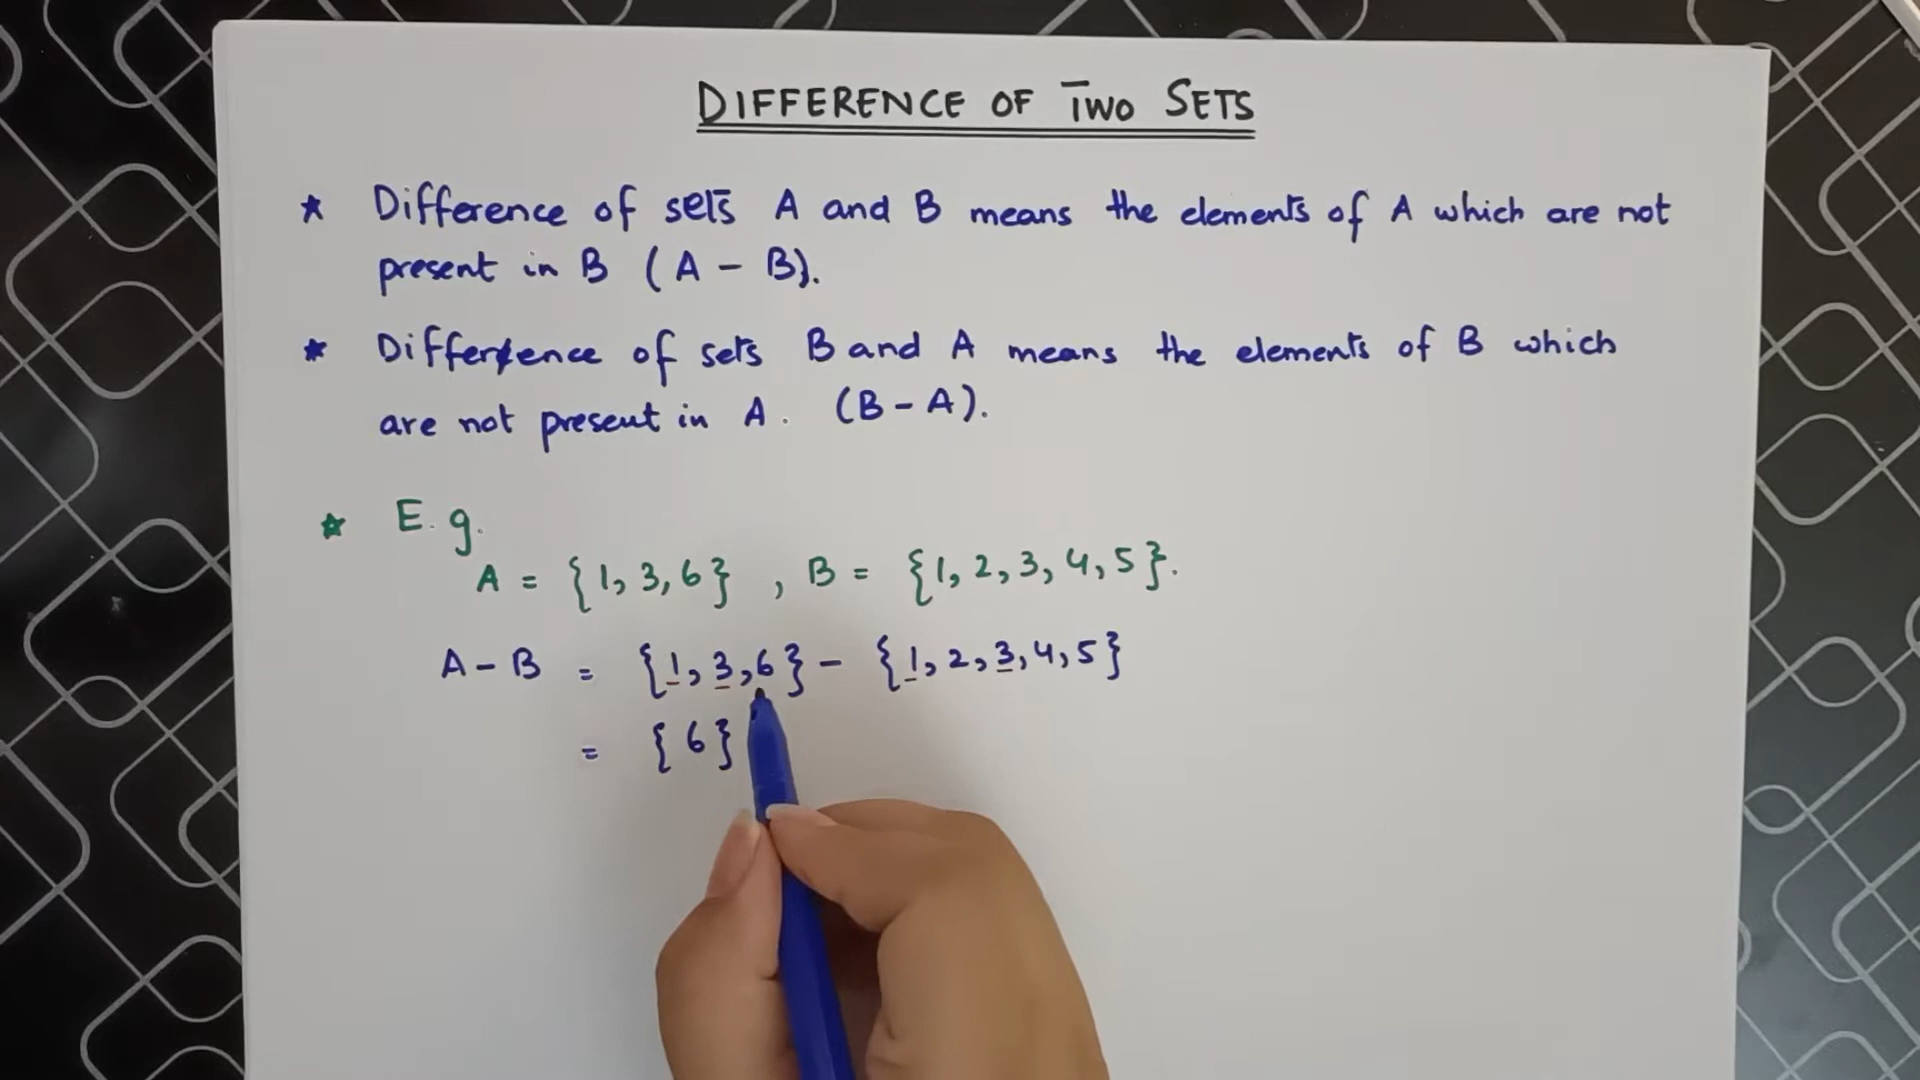 DIFFERENCE OF TWO SETS
★ Difference of sets A and B means the elements of A which are not
present in B (A - B).
★ Difference of sets B and A means the elements of B which
are not present in A. (B - A).
★ E.g.
A = {1, 3, 6} , B = {1, 2, 3, 4, 5}.
A - B = {1, 3, 6} - {1, 2, 3, 4, 5}
= {6}